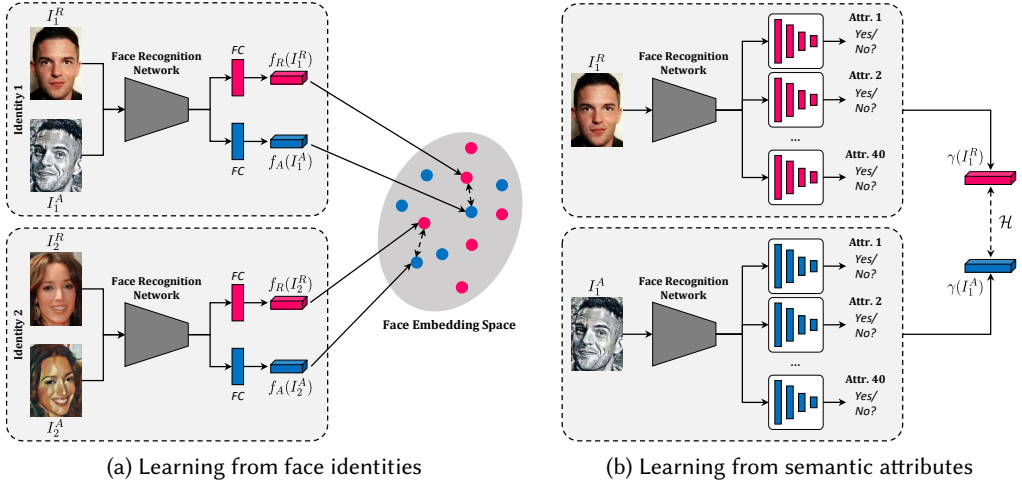 I_1^R
Identity 1
I_1^A
Face Recognition
Network
FC
f_R(I_1^R)
f_A(I_1^A)
FC
I_2^R
Identity 2
I_2^A
Face Recognition
Network
FC
f_R(I_2^R)
f_A(I_2^A)
FC
Face Embedding Space
(a) Learning from face identities
I_1^R
Face Recognition
Network
Attr. 1
Yes/
No?
Attr. 2
Yes/
No?
...
Attr. 40
Yes/
No?
I_1^A
Face Recognition
Network
Attr. 1
Yes/
No?
Attr. 2
Yes/
No?
...
Attr. 40
Yes/
No?
γ(I_1^R)
ℋ
γ(I_1^A)
(b) Learning from semantic attributes